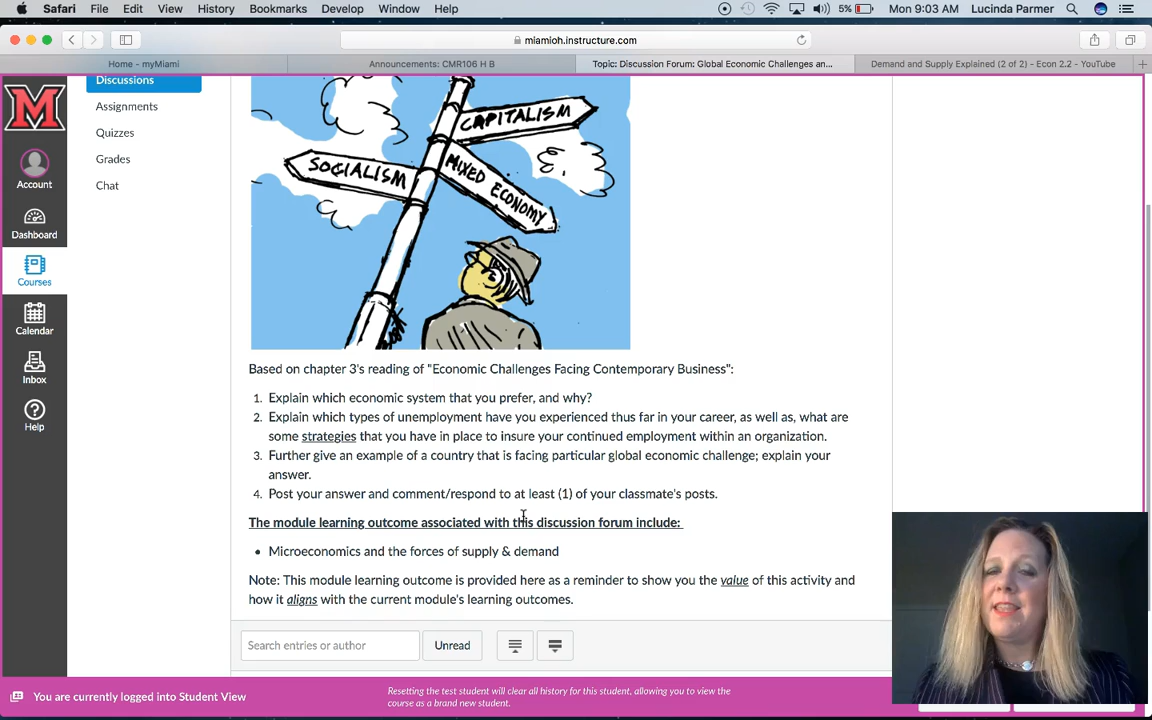 Safari File Edit View History Bookmarks Develop Window Help 5% Mon 9:03 AM Lucinda Parmer
miamioh.instructure.com
Home - myMiami Announcements: CMR106 H B Topic: Discussion Forum: Global Economic Challenges an... Demand and Supply Explained (2 of 2) - Econ 2.2 - YouTube
M
Account
Dashboard
Courses
Calendar
Inbox
Help
Discussions
Assignments
Quizzes
Grades
Chat
CAPITALISM
SOCIALISM
MIXED ECONOMY
Based on chapter 3's reading of "Economic Challenges Facing Contemporary Business":
1. Explain which economic system that you prefer, and why?
2. Explain which types of unemployment have you experienced thus far in your career, as well as, what are
some strategies that you have in place to insure your continued employment within an organization.
3. Further give an example of a country that is facing particular global economic challenge; explain your
answer.
4. Post your answer and comment/respond to at least (1) of your classmate's posts.
The module learning outcome associated with this discussion forum include:
• Microeconomics and the forces of supply & demand
Note: This module learning outcome is provided here as a reminder to show you the value of this activity and
how it aligns with the current module's learning outcomes.
Search entries or author Unread
You are currently logged into Student View
Resetting the test student will clear all history for this student, allowing you to view the
course as a brand new student.